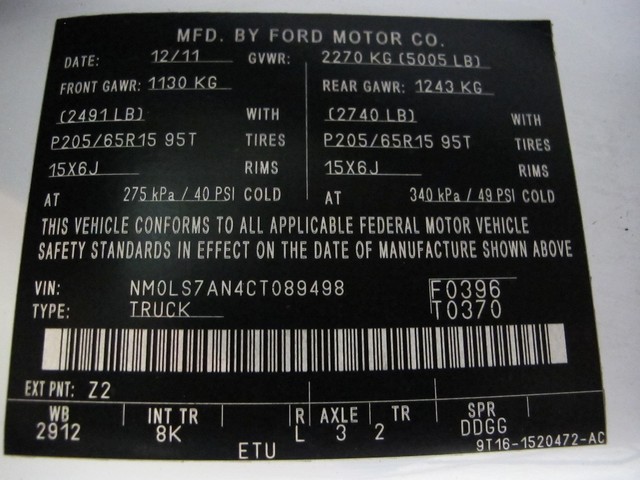 MFD. BY FORD MOTOR CO.
DATE: 12/11 GVWR: 2270 KG (5005 LB)
FRONT GAWR: 1130 KG REAR GAWR: 1243 KG
(2491 LB) WITH (2740 LB) WITH
P205/65R15 95T TIRES P205/65R15 95T TIRES
15X6J RIMS 15X6J RIMS
AT 275 kPa / 40 PSI COLD AT 340 kPa / 49 PSI COLD
THIS VEHICLE CONFORMS TO ALL APPLICABLE FEDERAL MOTOR VEHICLE
SAFETY STANDARDS IN EFFECT ON THE DATE OF MANUFACTURE SHOWN ABOVE
VIN: NM0LS7AN4CT089498 F0396
TYPE: TRUCK T0370
EXT PNT: Z2
WB INT TR R AXLE TR SPR
2912 8K L 3 2 DDGG
ETU 9T16-1520472-AC